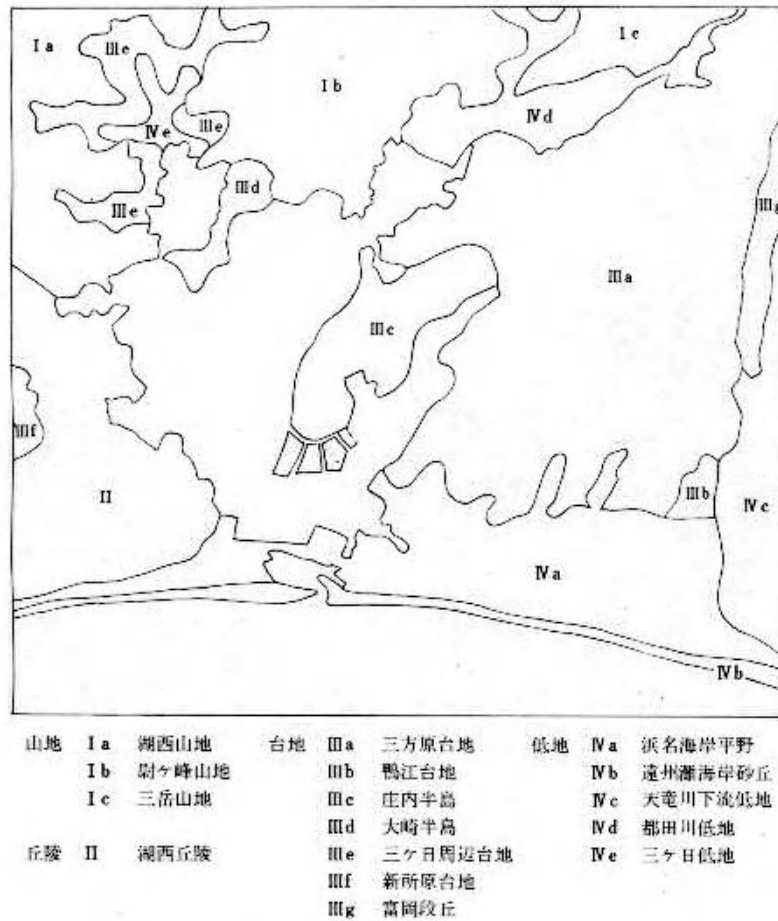 Ⅰa
Ⅲe
Ⅰb
Ⅰc
Ⅳe
Ⅲe
Ⅳd
Ⅲe
Ⅲd
Ⅲg
Ⅲa
Ⅲc
Ⅲf
Ⅱ
Ⅲb
Ⅳc
Ⅳa
Ⅳb
山地 Ⅰa 湖西山地 台地 Ⅲa 三方原台地 低地 Ⅳa 浜名海岸平野
Ⅰb 尉ケ峰山地 Ⅲb 鴨江台地 Ⅳb 遠州灘海岸砂丘
Ⅰc 三岳山地 Ⅲc 庄内半島 Ⅳc 天竜川下流低地
Ⅲd 大崎半島 Ⅳd 都田川低地
丘陵 Ⅱ 湖西丘陵 Ⅲe 三ケ日周辺台地 Ⅳe 三ケ日低地
Ⅲf 新所原台地
Ⅲg 富岡段丘